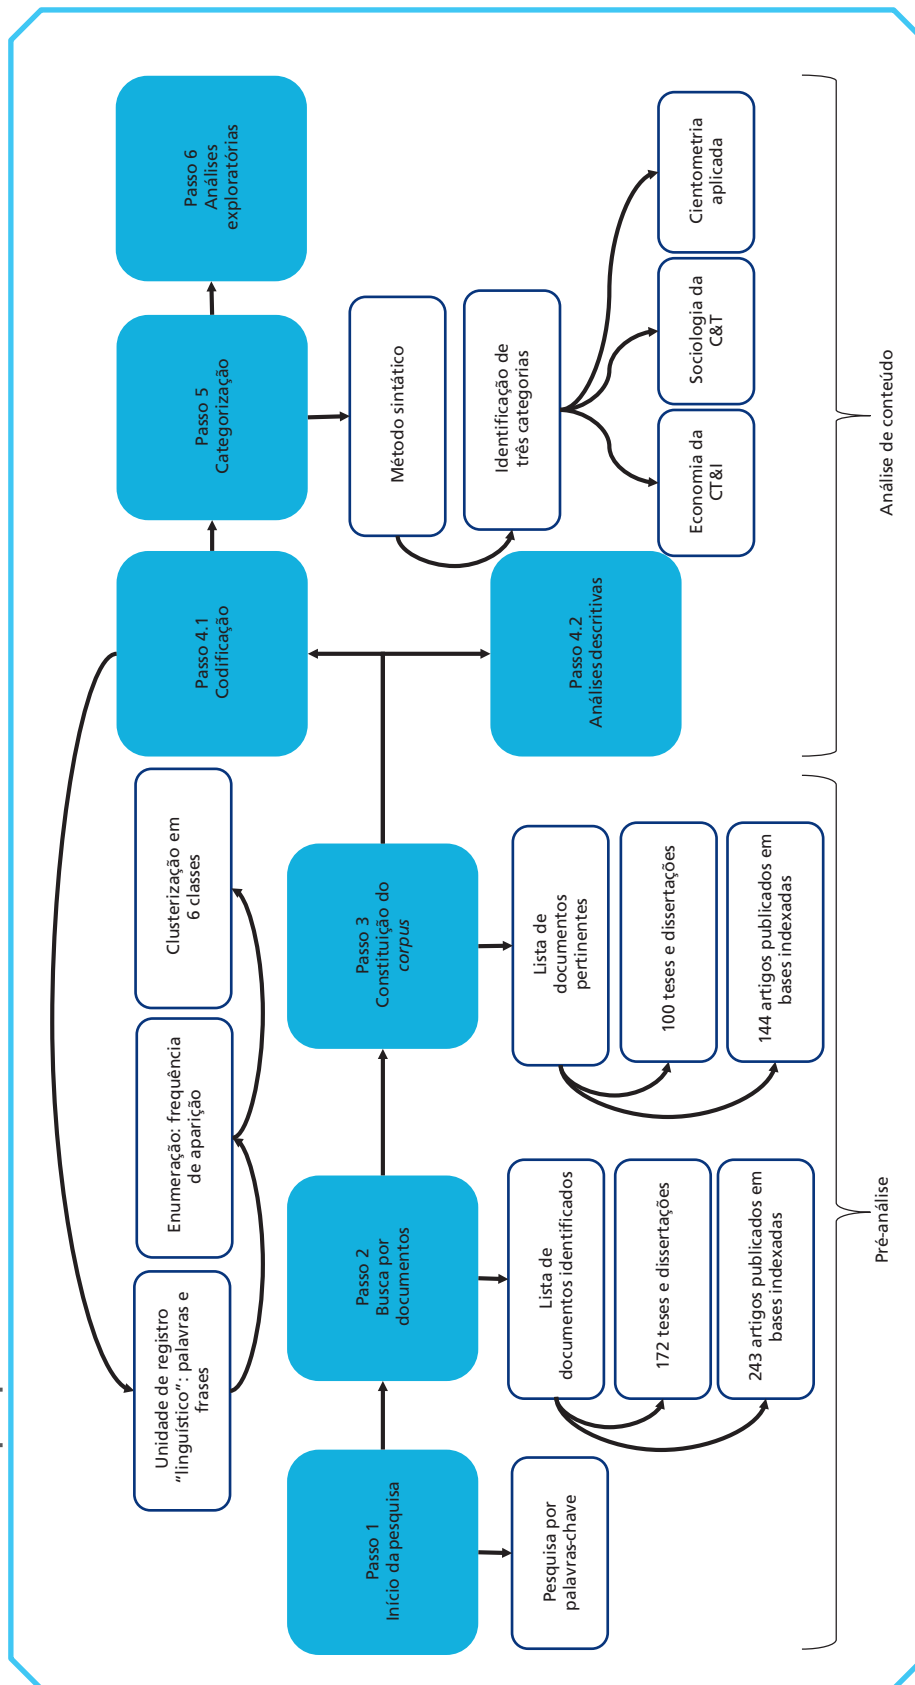 Unidade de registro
“linguístico”: palavras e
frases
Enumeração: frequência
de aparição
Clusterização em
6 classes
Passo 4.1
Codificação
Passo 5
Categorização
Passo 6
Análises
exploratórias
Passo 1
Início da pesquisa
Passo 2
Busca por
documentos
Passo 3
Constituição do
corpus
Método sintático
Identificação de
três categorias
Passo 4.2
Análises descritivas
Pesquisa por
palavras-chave
Lista de
documentos identificados
172 teses e dissertações
243 artigos publicados em
bases indexadas
Lista de
documentos
pertinentes
100 teses e dissertações
144 artigos publicados em
bases indexadas
Economia da
CT&I
Sociologia da
C&T
Cientometria
aplicada
Pré-análise
Análise de conteúdo